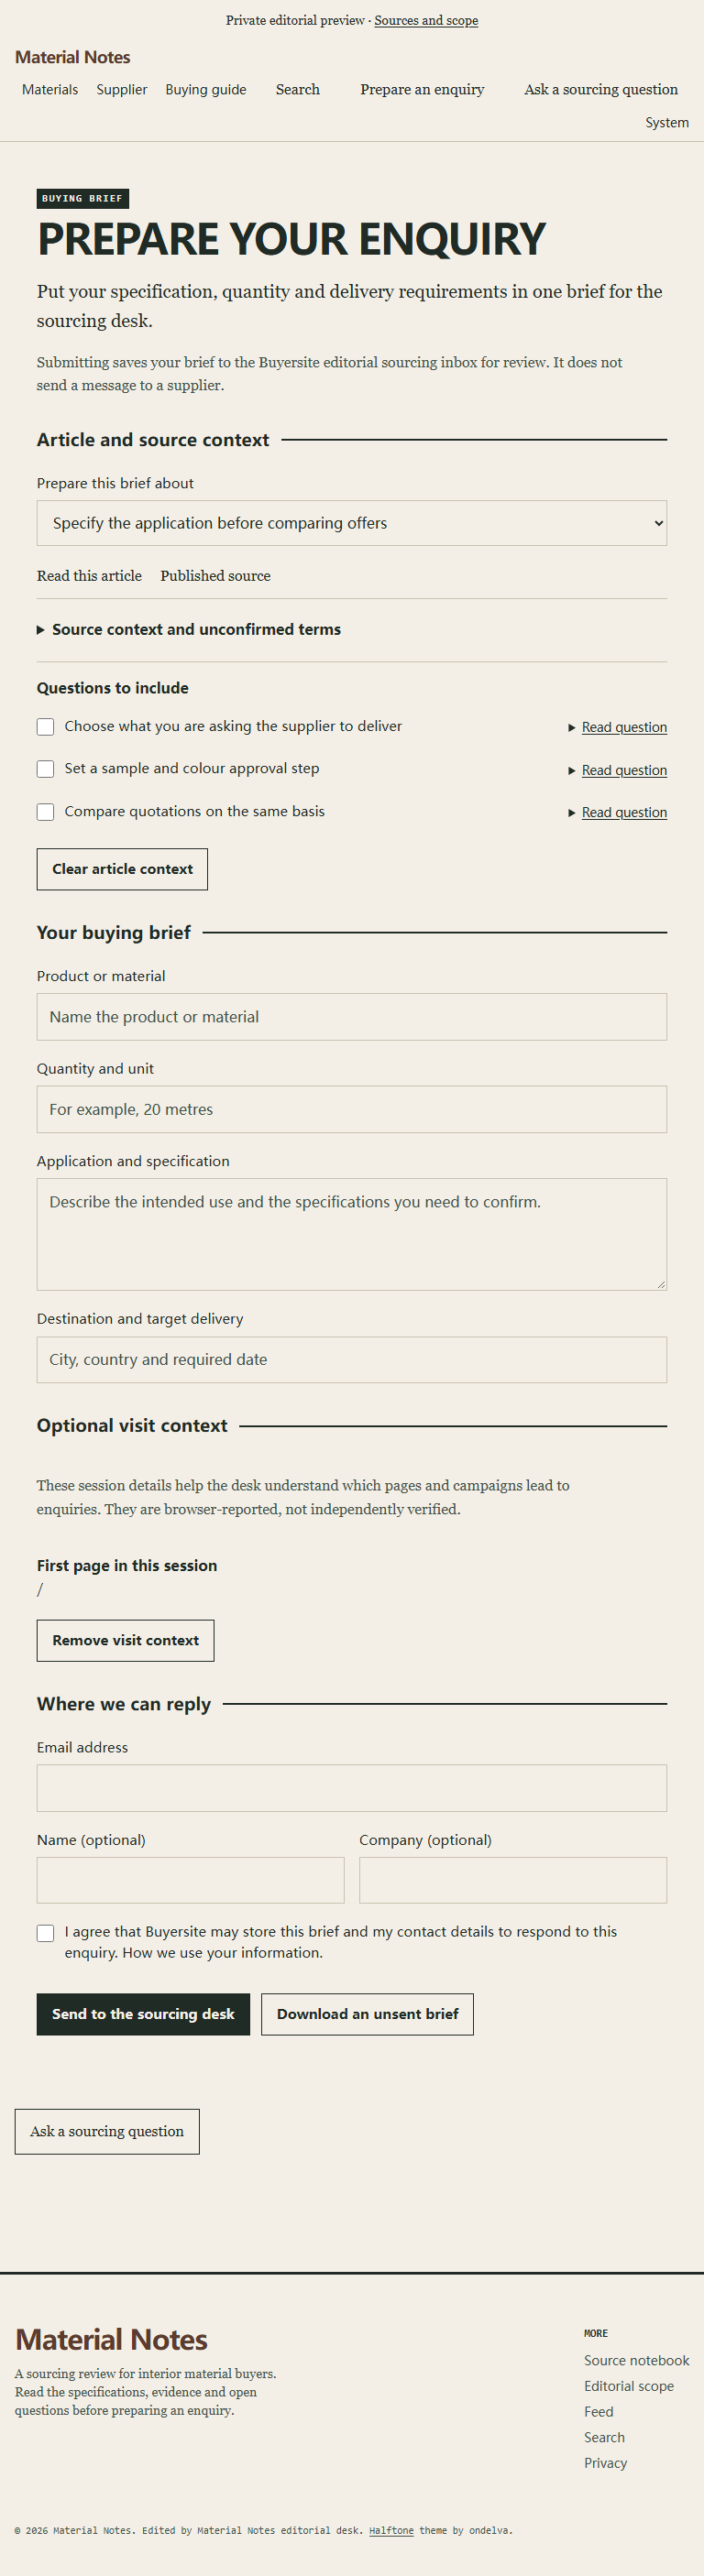 Private editorial preview · Sources and scope
Material Notes
Materials Supplier Buying guide Search Prepare an enquiry Ask a sourcing question
System
BUYING BRIEF
PREPARE YOUR ENQUIRY
Put your specification, quantity and delivery requirements in one brief for the
sourcing desk.
Submitting saves your brief to the Buyersite editorial sourcing inbox for review. It does not
send a message to a supplier.
Article and source context
Prepare this brief about
Specify the application before comparing offers
Read this article Published source
Source context and unconfirmed terms
Questions to include
Choose what you are asking the supplier to deliver Read question
Set a sample and colour approval step Read question
Compare quotations on the same basis Read question
Clear article context
Your buying brief
Product or material
Name the product or material
Quantity and unit
For example, 20 metres
Application and specification
Describe the intended use and the specifications you need to confirm.
Destination and target delivery
City, country and required date
Optional visit context
These session details help the desk understand which pages and campaigns lead to
enquiries. They are browser-reported, not independently verified.
First page in this session
/
Remove visit context
Where we can reply
Email address
Name (optional) Company (optional)
I agree that Buyersite may store this brief and my contact details to respond to this
enquiry. How we use your information.
Send to the sourcing desk Download an unsent brief
Ask a sourcing question
Material Notes
A sourcing review for interior material buyers.
Read the specifications, evidence and open
questions before preparing an enquiry.
MORE
Source notebook
Editorial scope
Feed
Search
Privacy
© 2026 Material Notes. Edited by Material Notes editorial desk. Halftone theme by ondelva.